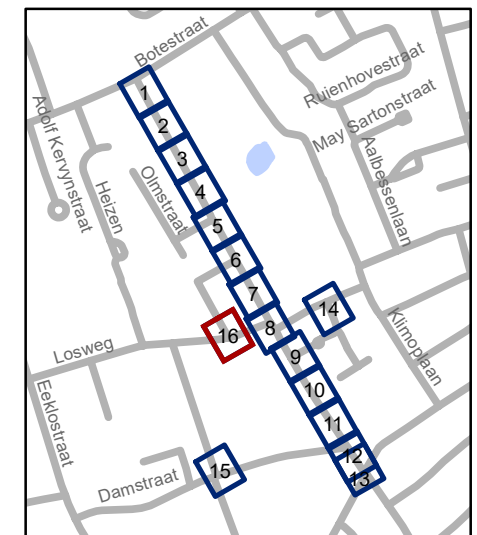 Botestraat
Ruienhovestraat
May Sartonstraat
Adolf Kervynstraat
Heizen
Olmstraat
Aalbessenlaan
1
2
3
4
5
6
7
8
14
16
9
Losweg
Klimoplaan
10
Eeklostraat
11
12
15
13
Damstraat